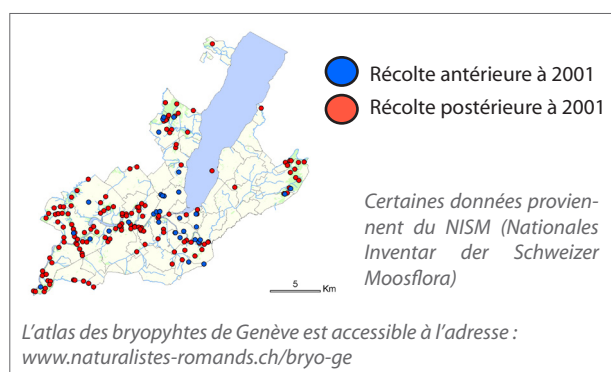 Récolte antérieure à 2001
Récolte postérieure à 2001
Certaines données provien-
nent du NISM (Nationales
Inventar der Schweizer
Moosflora)
5
Km
L'atlas des bryopyhtes de Genève est accessible à l'adresse :
www.naturalistes-romands.ch/bryo-ge